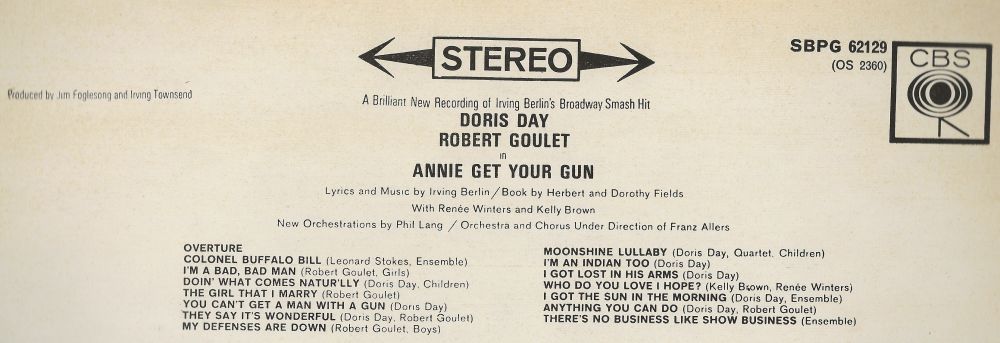 STEREO
SBPG 62129
(OS 2360)
CBS
Produced by Jim Foglesong and Irving Townsend
A Brilliant New Recording of Irving Berlin's Broadway Smash Hit
DORIS DAY
ROBERT GOULET
in
ANNIE GET YOUR GUN
Lyrics and Music by Irving Berlin / Book by Herbert and Dorothy Fields
With Renée Winters and Kelly Brown
New Orchestrations by Phil Lang / Orchestra and Chorus Under Direction of Franz Allers
OVERTURE
COLONEL BUFFALO BILL (Leonard Stokes, Ensemble)
I'M A BAD, BAD MAN (Robert Goulet, Girls)
DOIN' WHAT COMES NATUR'LLY (Doris Day, Children)
THE GIRL THAT I MARRY (Robert Goulet)
YOU CAN'T GET A MAN WITH A GUN (Doris Day)
THEY SAY IT'S WONDERFUL (Doris Day, Robert Goulet)
MY DEFENSES ARE DOWN (Robert Goulet, Boys)
MOONSHINE LULLABY (Doris Day, Quartet, Children)
I'M AN INDIAN TOO (Doris Day)
I GOT LOST IN HIS ARMS (Doris Day)
WHO DO YOU LOVE I HOPE? (Kelly Brown, Renée Winters)
I GOT THE SUN IN THE MORNING (Doris Day, Ensemble)
ANYTHING YOU CAN DO (Doris Day, Robert Goulet)
THERE'S NO BUSINESS LIKE SHOW BUSINESS (Ensemble)